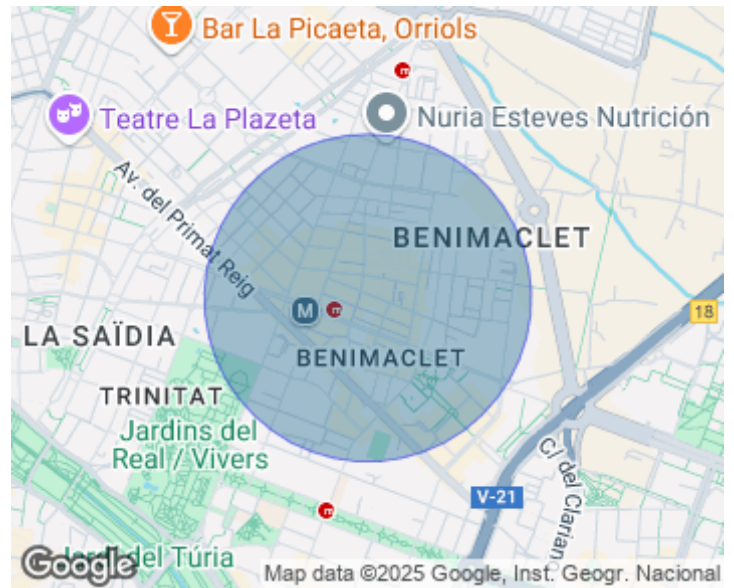 Bar La Picaeta, Orriols
Teatre La Plazeta
Nuria Esteves Nutrición
Av. del Primat Reig
BENIMACLET
18
M
LA SAÏDIA
BENIMACLET
TRINITAT
Jardins del
Real / Vivers
C/ del Clarian
V-21
Google
del Túria
Map data ©2025 Google, Inst. Geogr. Nacional